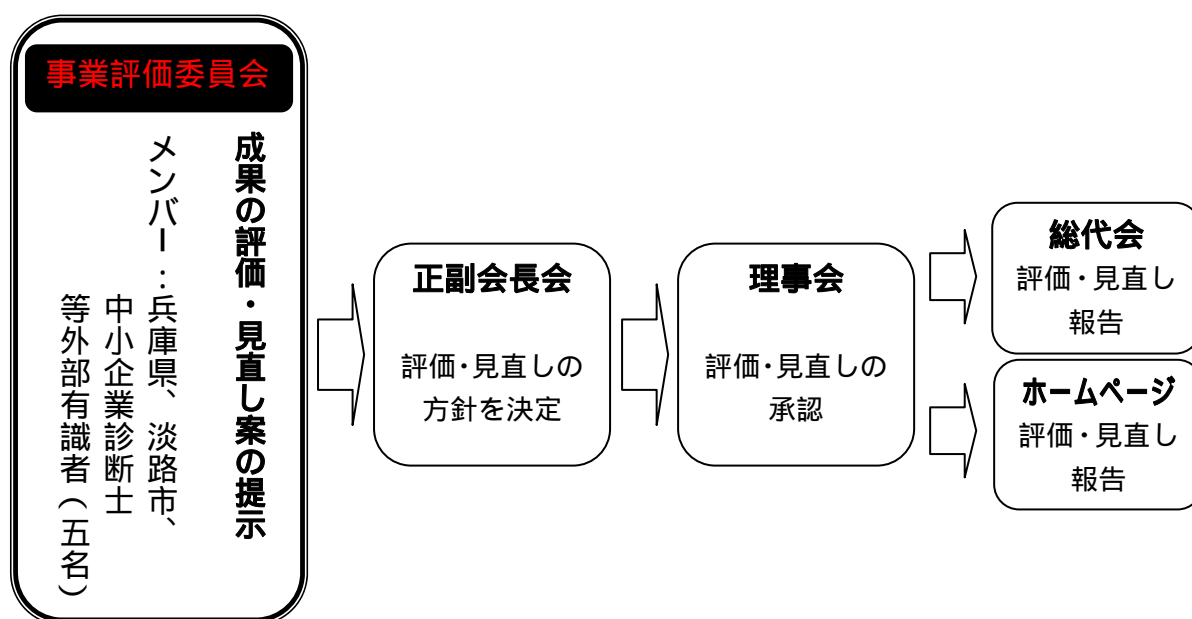 事業評価委員会
成果の評価・見直し案の提示
メンバー：兵庫県、淡路市、
中小企業診断士
等外部有識者（五名）
正副会長会
評価・見直しの
方針を決定
理事会
評価・見直しの
承認
総代会
評価・見直し
報告
ホームページ
評価・見直し
報告